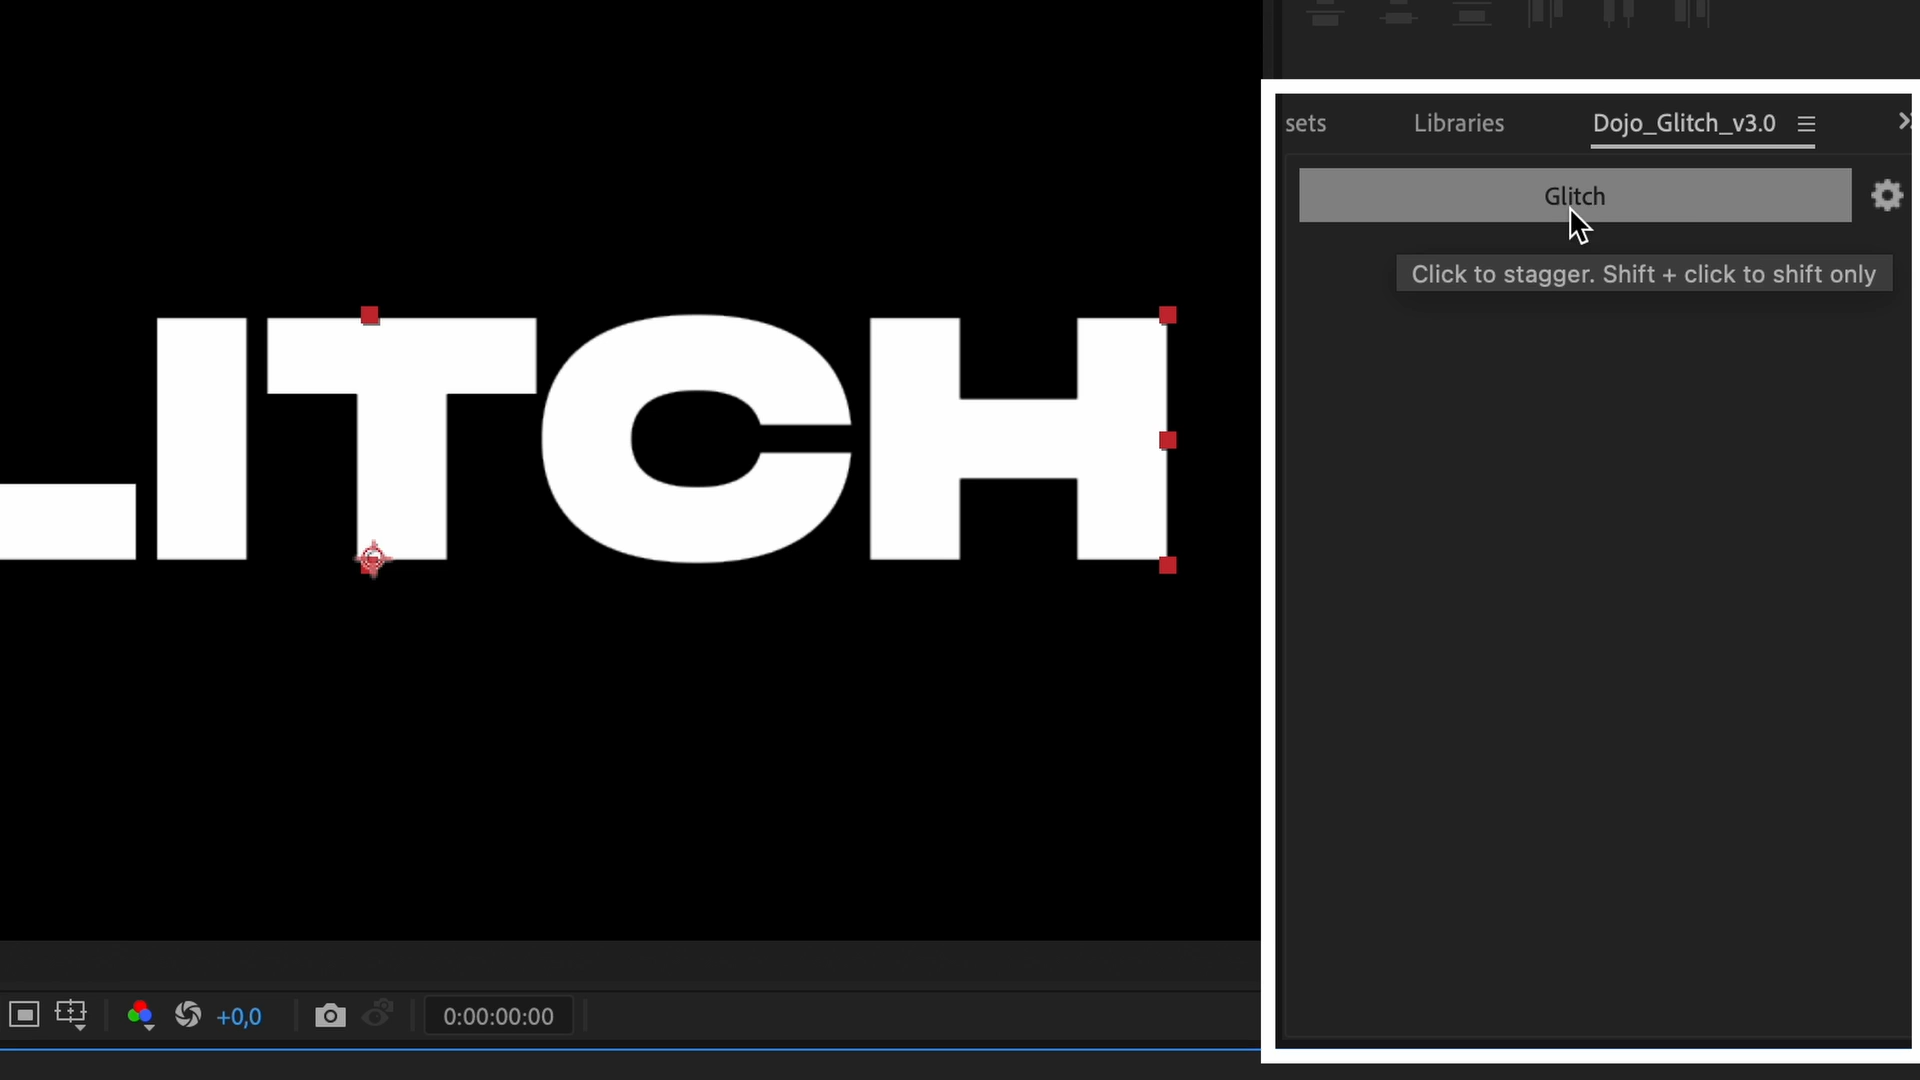 sets Libraries Dojo_Glitch_v3.0
Glitch
Click to stagger. Shift + click to shift only
LITCH
+0,0 0:00:00:00